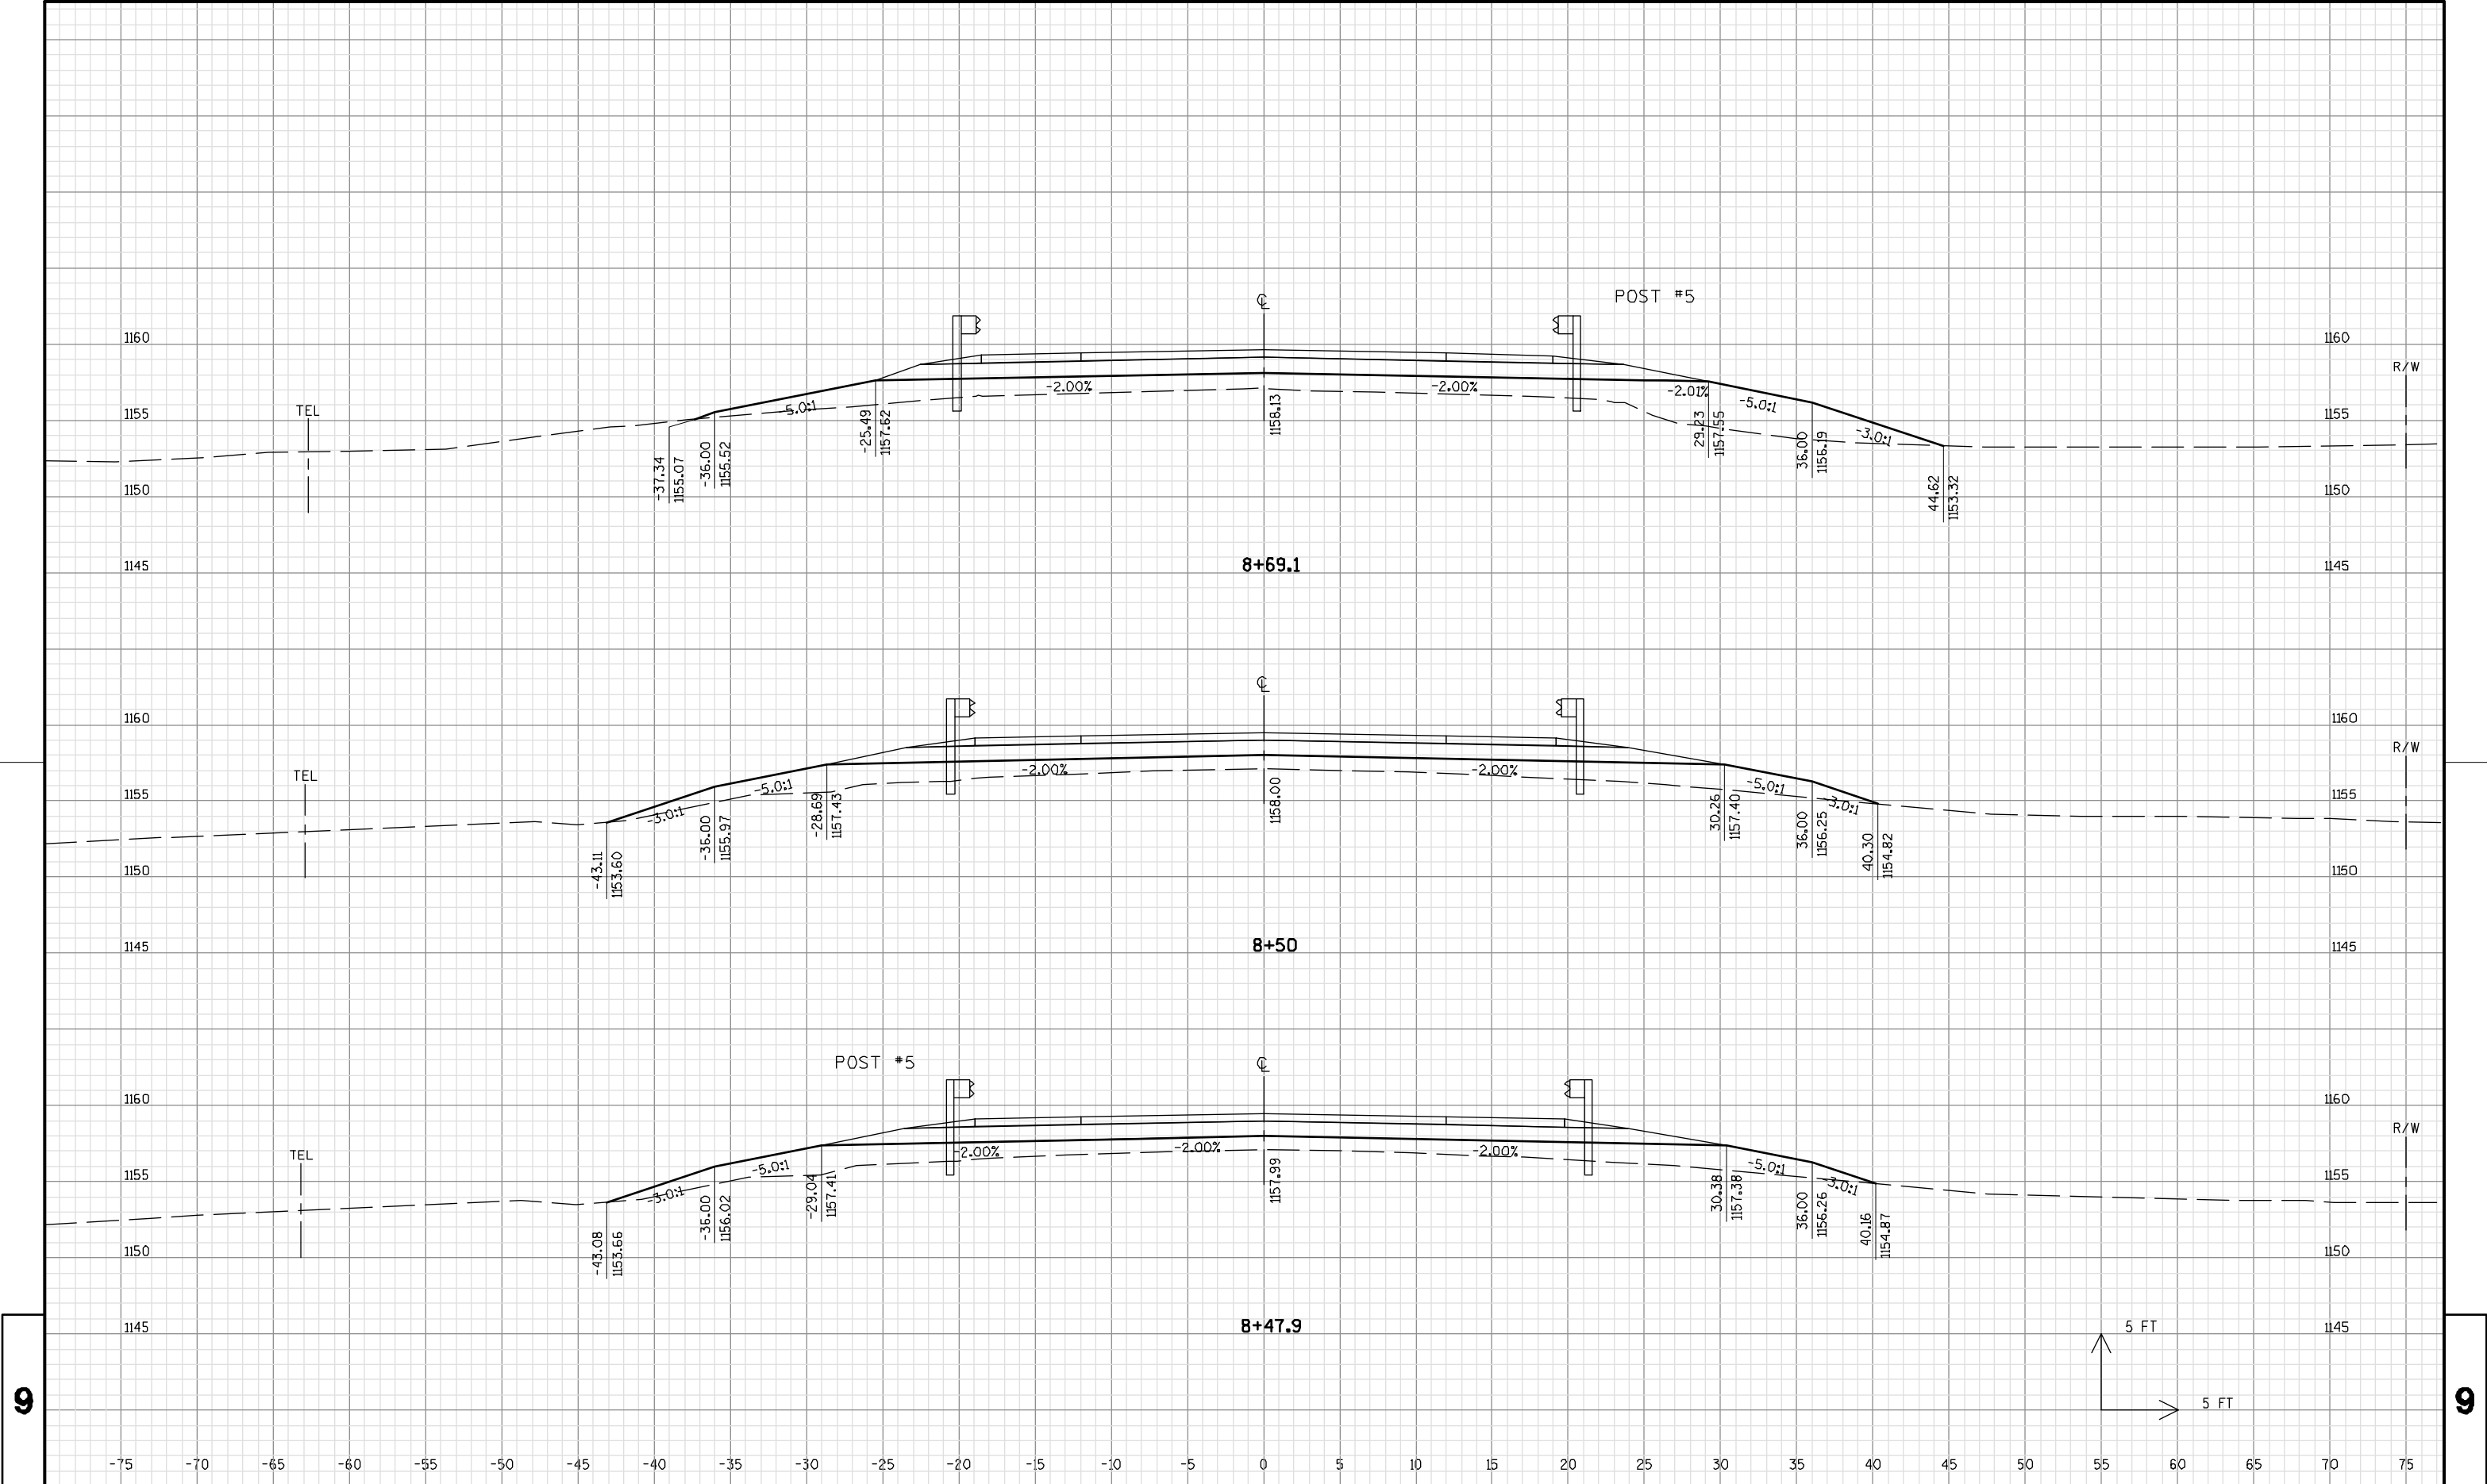 ℄ POST #5
1160 1160
R/W
-2.00% -2.00% -2.01%
TEL 1155 -5.0:1 -5.0:1 -3.0:1 1155
-37.34 1155.07 -36.00 1155.52 -25.49 1157.62 1158.13 29.23 1157.55 36.00 1156.19 44.62 1153.32
1150 1150
8+69.1
1145 1145
℄
1160 1160
R/W
TEL -2.00% -2.00%
1155 -3.0:1 -5.0:1 -5.0:1 -3.0:1 1155
-43.11 1153.60 -36.00 1155.97 -28.69 1157.43 1158.00 30.26 1157.40 36.00 1156.25 40.30 1154.82
1150 1150
8+50
1145 1145
POST #5 ℄
1160 1160
R/W
TEL -2.00% -2.00% -2.00%
1155 -3.0:1 -5.0:1 -5.0:1 -3.0:1 1155
-43.08 1153.66 -36.00 1156.02 -29.04 1157.41 1157.99 30.38 1157.38 36.00 1156.26 40.16 1154.87
1150 1150
8+47.9
1145 1145
5 FT
5 FT
9 9
-75 -70 -65 -60 -55 -50 -45 -40 -35 -30 -25 -20 -15 -10 -5 0 5 10 15 20 25 30 35 40 45 50 55 60 65 70 75